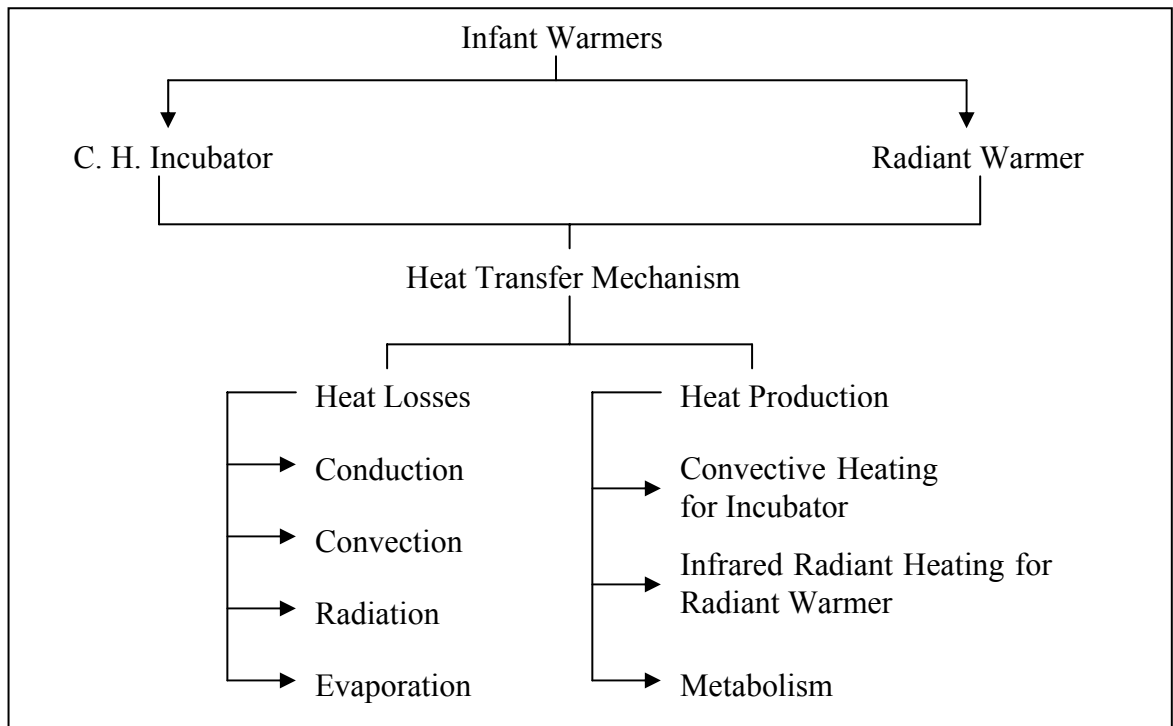 Infant Warmers
C. H. Incubator
Radiant Warmer
Heat Transfer Mechanism
Heat Losses
Conduction
Convection
Radiation
Evaporation
Heat Production
Convective Heating
for Incubator
Infrared Radiant Heating for
Radiant Warmer
Metabolism